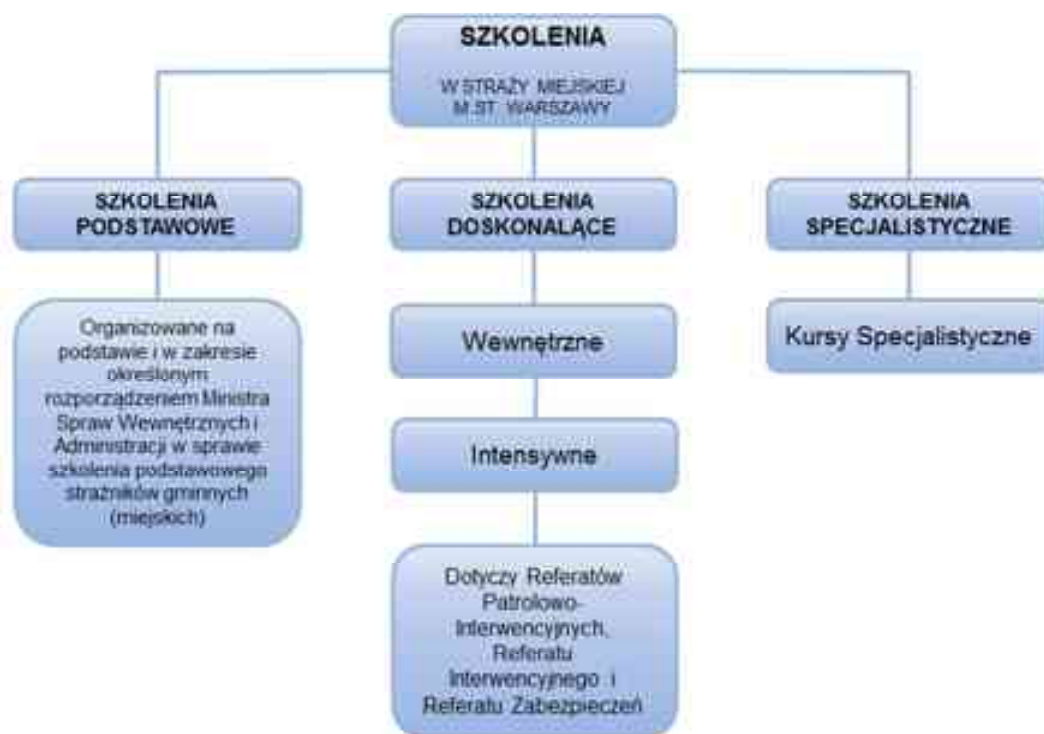 SZKOLENIA
W STRAŻY MIEJSKIEJ
M.ST. WARSZAWY
SZKOLENIA
PODSTAWOWE
SZKOLENIA
DOSKONALĄCE
SZKOLENIA
SPECJALISTYCZNE
Organizowane na
podstawie i w zakresie
określonym
rozporządzeniem Ministra
Spraw Wewnętrznych i
Administracji w sprawie
szkolenia podstawowego
strażników gminnych
(miejskich)
Wewnętrzne
Intensywne
Dotyczy Referatów
Patrolowo-
Interwencyjnych,
Referatu
Interwencyjnego i
Referatu Zabezpieczeń
Kursy Specjalistyczne